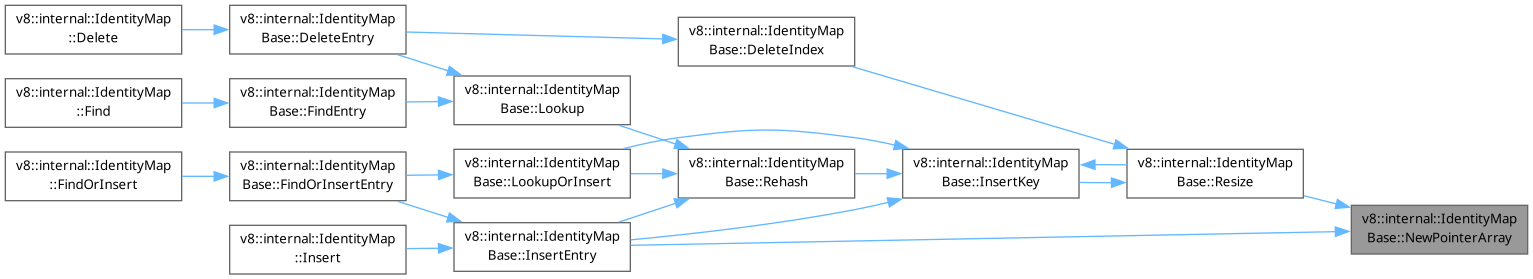 v8::internal::IdentityMap
::Delete
v8::internal::IdentityMap
Base::DeleteEntry
v8::internal::IdentityMap
Base::DeleteIndex
v8::internal::IdentityMap
::Find
v8::internal::IdentityMap
Base::FindEntry
v8::internal::IdentityMap
Base::Lookup
v8::internal::IdentityMap
::FindOrInsert
v8::internal::IdentityMap
Base::FindOrInsertEntry
v8::internal::IdentityMap
Base::LookupOrInsert
v8::internal::IdentityMap
Base::Rehash
v8::internal::IdentityMap
Base::InsertKey
v8::internal::IdentityMap
Base::Resize
v8::internal::IdentityMap
::Insert
v8::internal::IdentityMap
Base::InsertEntry
v8::internal::IdentityMap
Base::NewPointerArray